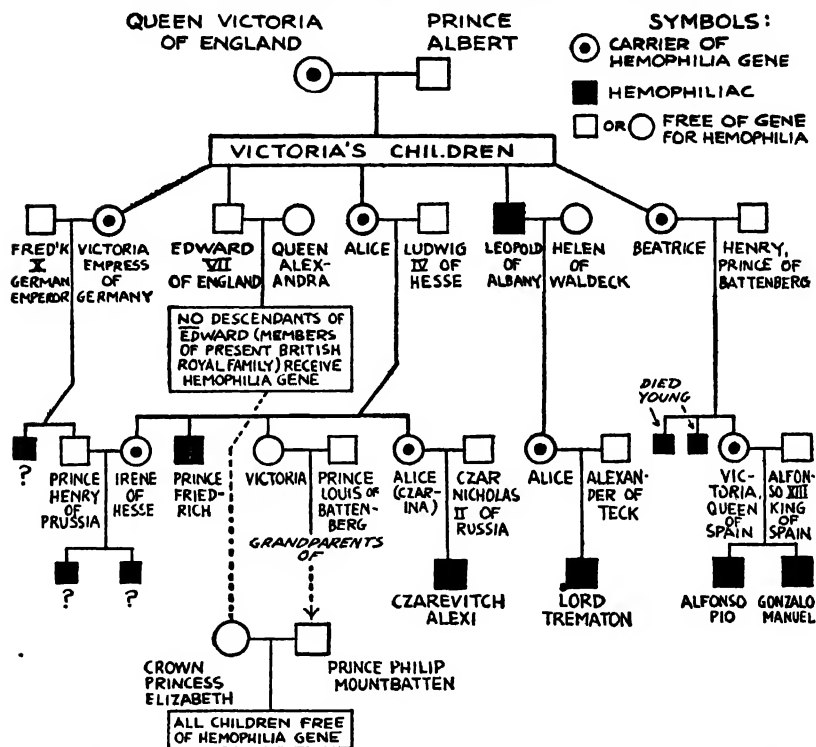 QUEEN VICTORIA
OF ENGLAND
PRINCE
ALBERT
SYMBOLS:
CARRIER OF
HEMOPHILIA GENE
HEMOPHILIAC
OR
FREE OF GENE
FOR HEMOPHILIA
VICTORIA'S CHILDREN
FRED'K
X
GERMAN
EMPEROR
VICTORIA
EMPRESS
OF
GERMANY
EDWARD
VII
OF ENGLAND
QUEEN
ALEX-
ANDRA
ALICE
LUDWIG
IV OF
HESSE
LEOPOLD
OF
ALBANY
HELEN
OF
WALDECK
BEATRICE
HENRY,
PRINCE OF
BATTENBERG
NO DESCENDANTS OF
EDWARD (MEMBERS
OF PRESENT BRITISH
ROYAL FAMILY) RECEIVE
HEMOPHILIA GENE
DIED
YOUNG
?
PRINCE
HENRY
OF
PRUSSIA
IRENE
OF
HESSE
PRINCE
FRIED-
RICH
VICTORIA
PRINCE
LOUIS OF
BATTEN-
BERG
ALICE
(CZAR-
INA)
CZAR
NICHOLAS
II OF
RUSSIA
ALICE
ALEXAN-
DER OF
TECK
VIC-
TORIA,
QUEEN
OF
SPAIN
ALFON-
SO XIII
KING
OF
SPAIN
GRANDPARENTS
OF
?
?
CZAREVITCH
ALEXI
LORD
TREMATON
ALFONSO
PIO
GONZALO
MANUEL
CROWN
PRINCESS
ELIZABETH
PRINCE PHILIP
MOUNTBATTEN
ALL CHILDREN FREE
OF HEMOPHILIA GENE